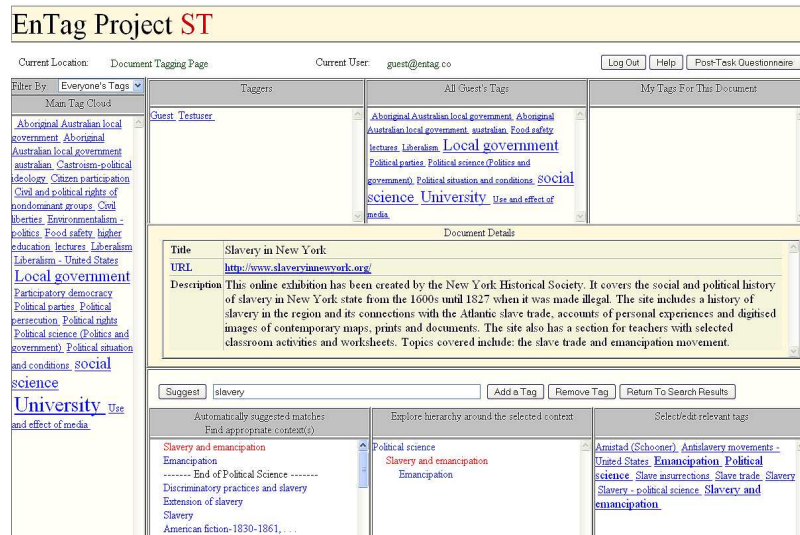 EnTag Project ST
Current Location: Document Tagging Page Current User: guest@entag.co Log Out Help Post-Task Questionnaire
Filter By Everyone's Tags
Main Tag Cloud
Aboriginal Australian local
government Aboriginal
Australian local government
australian Castroism-political
ideology Citizen participation
Civil and political rights of
nondominant groups Civil
liberties Environmentalism -
politics Food safety higher
education lectures Liberalism
Liberalism - United States
Local government
Participatory democracy
Political parties Political
persecution Political rights
Political science (Politics and
government) Political situation
and conditions social
science
University Use
and effect of media
Taggers
Guest Testuser
All Guest's Tags
Aboriginal Australian local government Aboriginal
Australian local government australian Food safety
lectures Liberalism Local government
Political parties Political science (Politics and
government) Political situation and conditions social
science University Use and effect of
media
My Tags For This Document
Document Details
Title Slavery in New York
URL http://www.slaveryinnewyork.org/
Description This online exhibition has been created by the New York Historical Society. It covers the social and political history
of slavery in New York state from the 1600s until 1827 when it was made illegal. The site includes a history of
slavery in the region and its connections with the Atlantic slave trade, accounts of personal experiences and digitised
images of contemporary maps, prints and documents. The site also has a section for teachers with selected
classroom activities and worksheets. Topics covered include: the slave trade and emancipation movement.
Suggest slavery Add a Tag Remove Tag Return To Search Results
Automatically suggested matches
Find appropriate context(s)
Slavery and emancipation
Emancipation
------- End of Political Science -------
Discriminatory practices and slavery
Extension of slavery
Slavery
American fiction-1830-1861, . . .
Explore hierarchy around the selected context
Political science
Slavery and emancipation
Emancipation
Select/edit relevant tags
Amistad (Schooner) Antislavery movements -
United States Emancipation Political
science Slave insurrections Slave trade Slavery
Slavery - political science Slavery and
emancipation